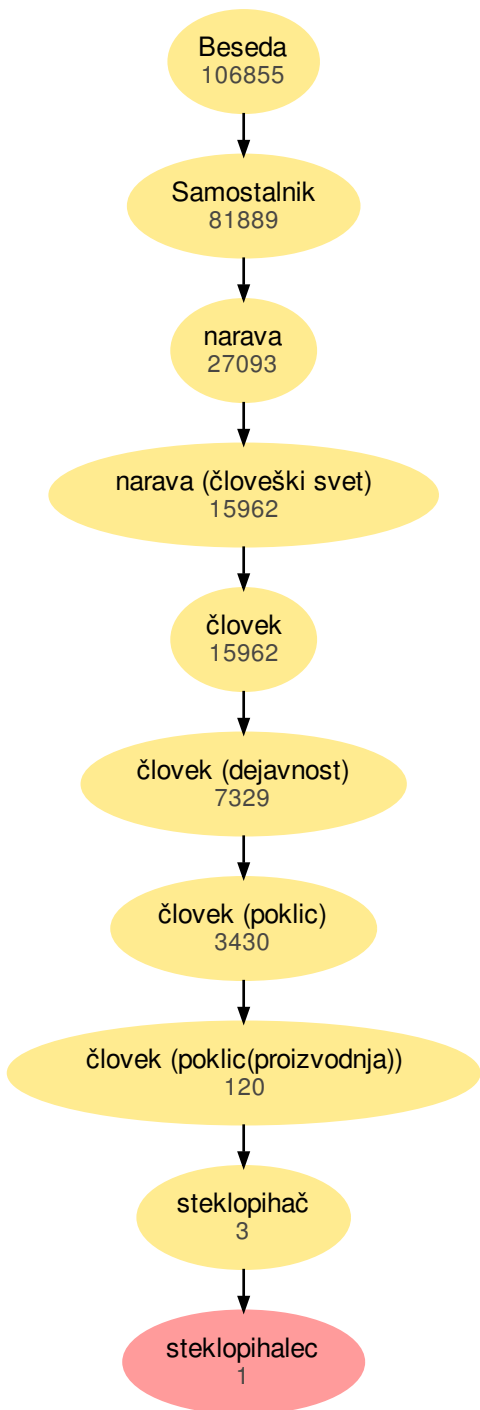 Beseda
106855
Samostalnik
81889
narava
27093
narava (človeški svet)
15962
človek
15962
človek (dejavnost)
7329
človek (poklic)
3430
človek (poklic(proizvodnja))
120
steklopihač
3
steklopihalec
1